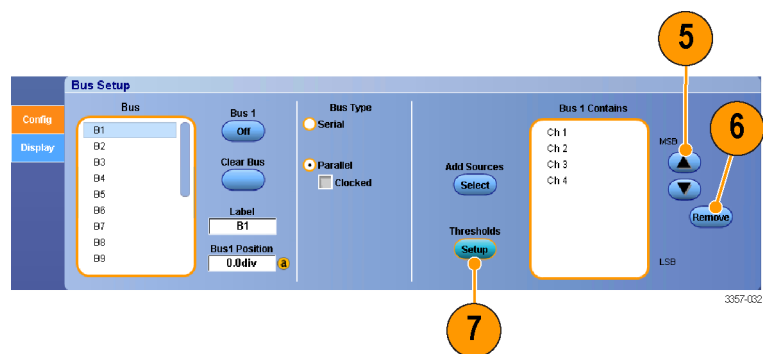 5
Bus Setup
Config
Display
Bus
B1
B2
B3
B4
B5
B6
B7
B8
B9
Bus 1
Off
Clear Bus
Label
B1
Bus1 Position
0.0div
a
Bus Type
Serial
Parallel
Clocked
Add Sources
Select
Thresholds
Setup
Bus 1 Contains
Ch 1
Ch 2
Ch 3
Ch 4
MSB
6
Remove
LSB
7
3357-032